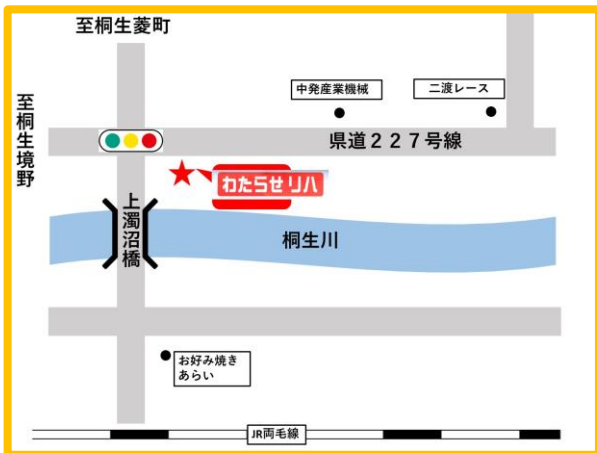 至桐生菱町
中発産業機械
二渡レース
至桐生境野
県道２２７号線
わたらせリハ
上濁沼橋
桐生川
お好み焼き
あらい
JR両毛線